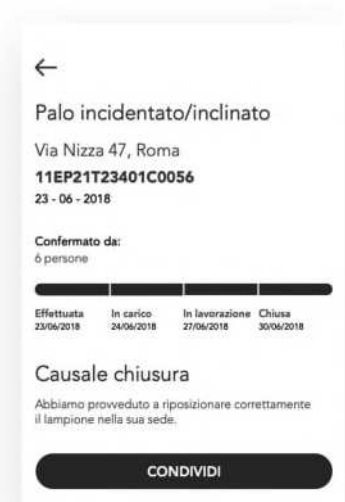 Palo incidentato/inclinato
Via Nizza 47, Roma
11EP21T23401C0056
23 - 06 - 2018
Confermato da:
6 persone
Effettuata In carico In lavorazione Chiusa
23/06/2018 24/06/2018 27/06/2018 30/06/2018
Causale chiusura
Abbiamo provveduto a riposizionare correttamente
il lampione nella sua sede.
CONDIVIDI